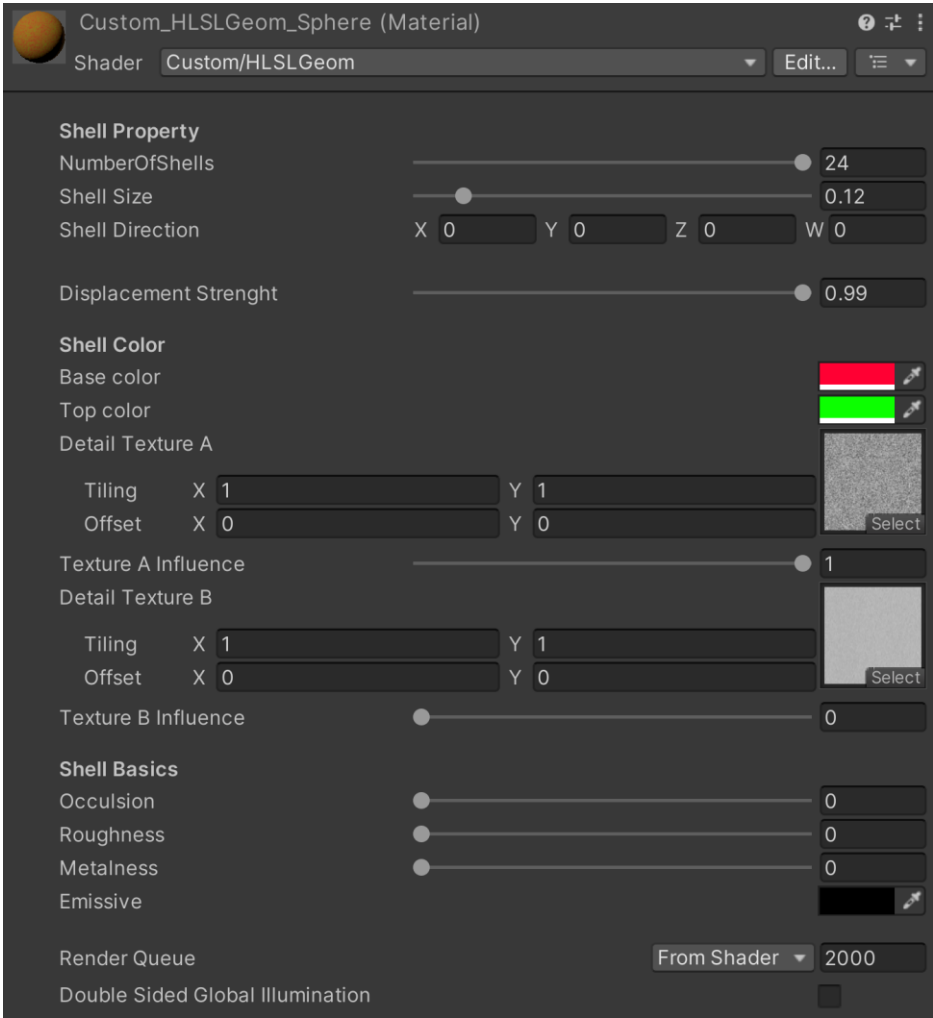 Custom_HLSLGeom_Sphere (Material)
Shader Custom/HLSLGeom Edit...
Shell Property
NumberOfShells 24
Shell Size 0.12
Shell Direction X 0 Y 0 Z 0 W 0
Displacement Strenght 0.99
Shell Color
Base color
Top color
Detail Texture A
Tiling X 1 Y 1
Offset X 0 Y 0 Select
Texture A Influence 1
Detail Texture B
Tiling X 1 Y 1
Offset X 0 Y 0 Select
Texture B Influence 0
Shell Basics
Occulsion 0
Roughness 0
Metalness 0
Emissive
Render Queue From Shader 2000
Double Sided Global Illumination